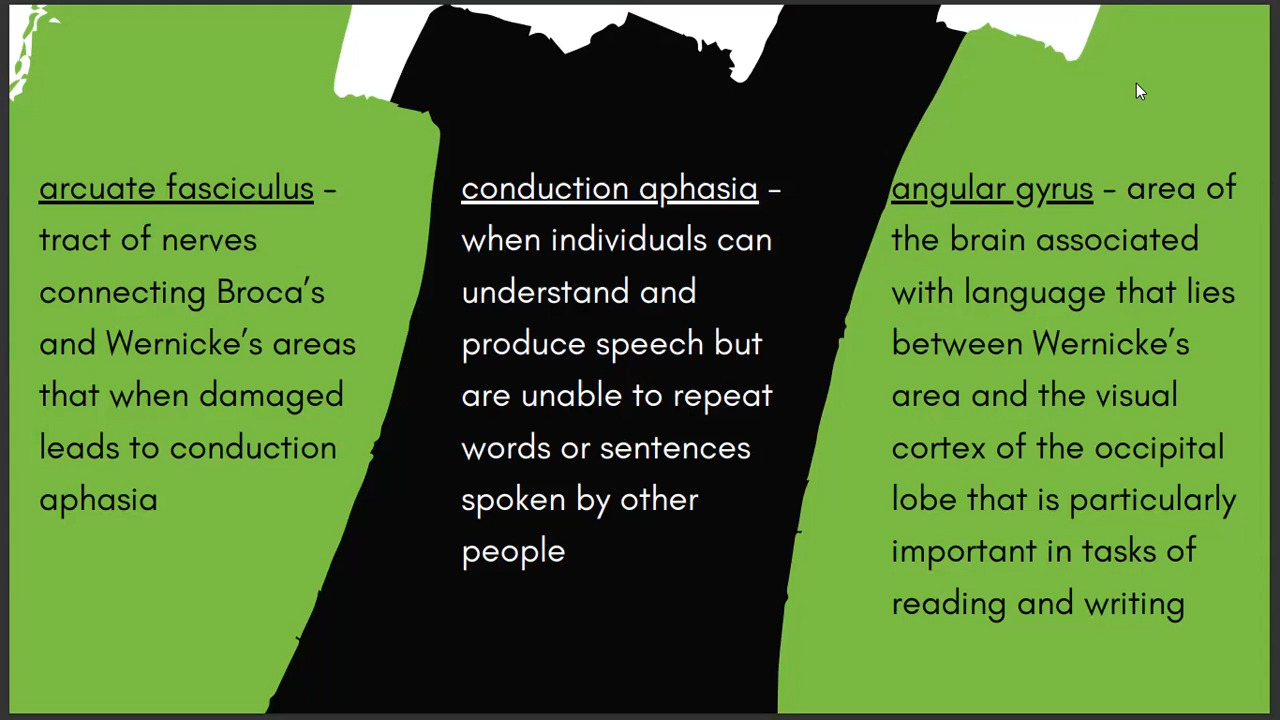 arcuate fasciculus -
tract of nerves
connecting Broca's
and Wernicke's areas
that when damaged
leads to conduction
aphasia
conduction aphasia -
when individuals can
understand and
produce speech but
are unable to repeat
words or sentences
spoken by other
people
angular gyrus - area of
the brain associated
with language that lies
between Wernicke's
area and the visual
cortex of the occipital
lobe that is particularly
important in tasks of
reading and writing